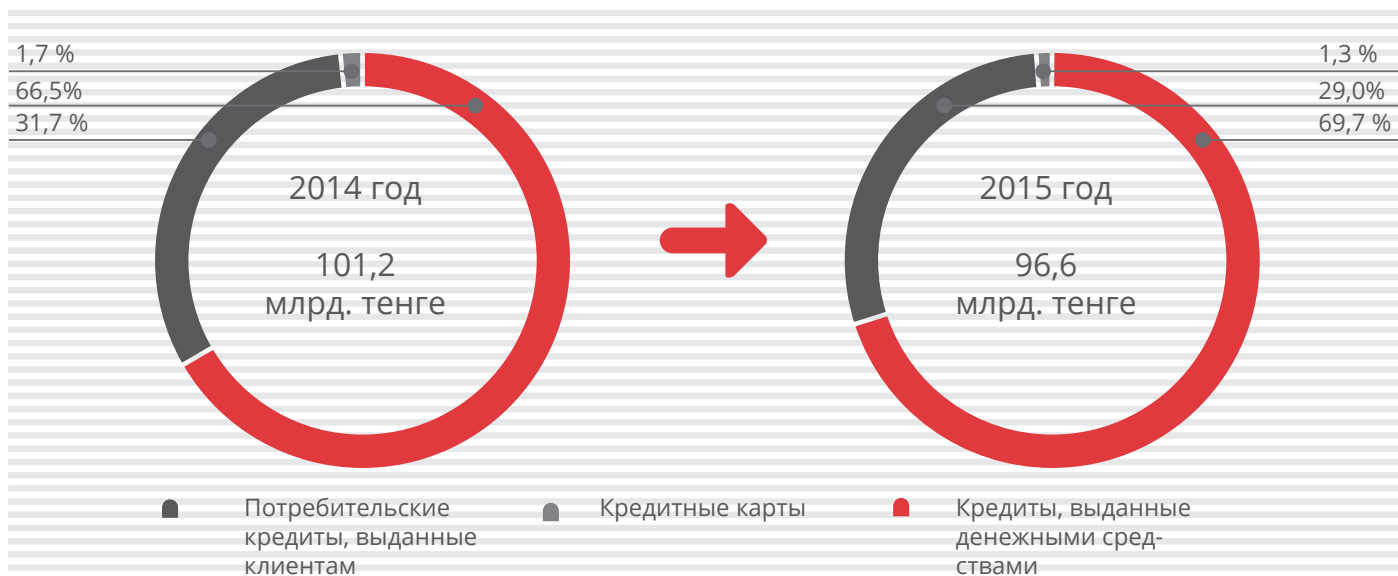 1,7 %
66,5%
31,7 %
1,3 %
29,0%
69,7 %
2014 год
101,2
млрд. тенге
2015 год
96,6
млрд. тенге
Потребительские
кредиты, выданные
клиентам
Кредитные карты
Кредиты, выданные
денежными сред-
ствами